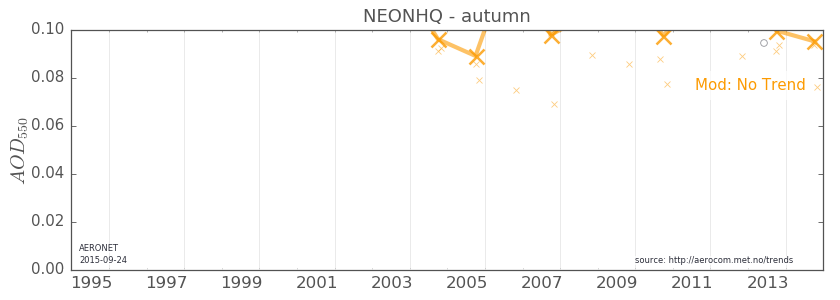 NEONHQ - autumn
0.10
0.08
0.06
0.04
0.02
0.00
AOD550
Mod: No Trend
AERONET
2015-09-24
source: http://aerocom.met.no/trends
1995 1997 1999 2001 2003 2005 2007 2009 2011 2013